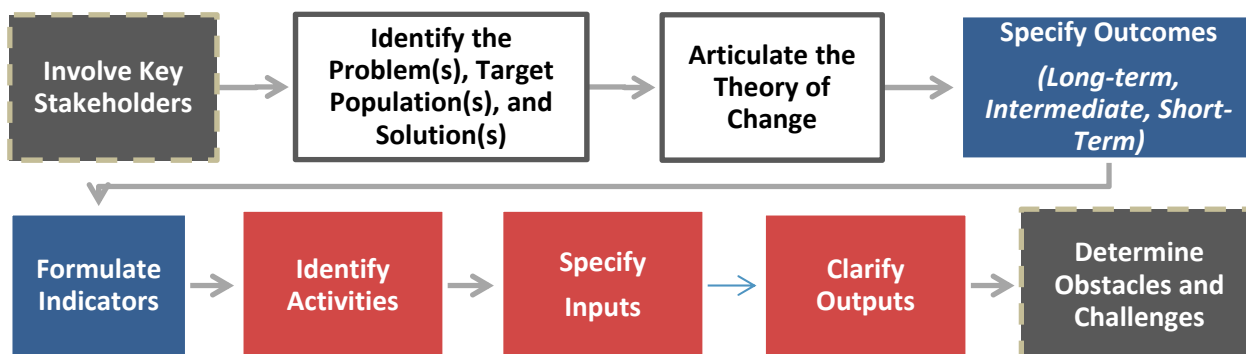 Involve Key
Stakeholders
Identify the
Problem(s), Target
Population(s), and
Solution(s)
Articulate the
Theory of
Change
Specify Outcomes
(Long-term,
Intermediate, Short-
Term)
Formulate
Indicators
Identify
Activities
Specify
Inputs
Clarify
Outputs
Determine
Obstacles and
Challenges